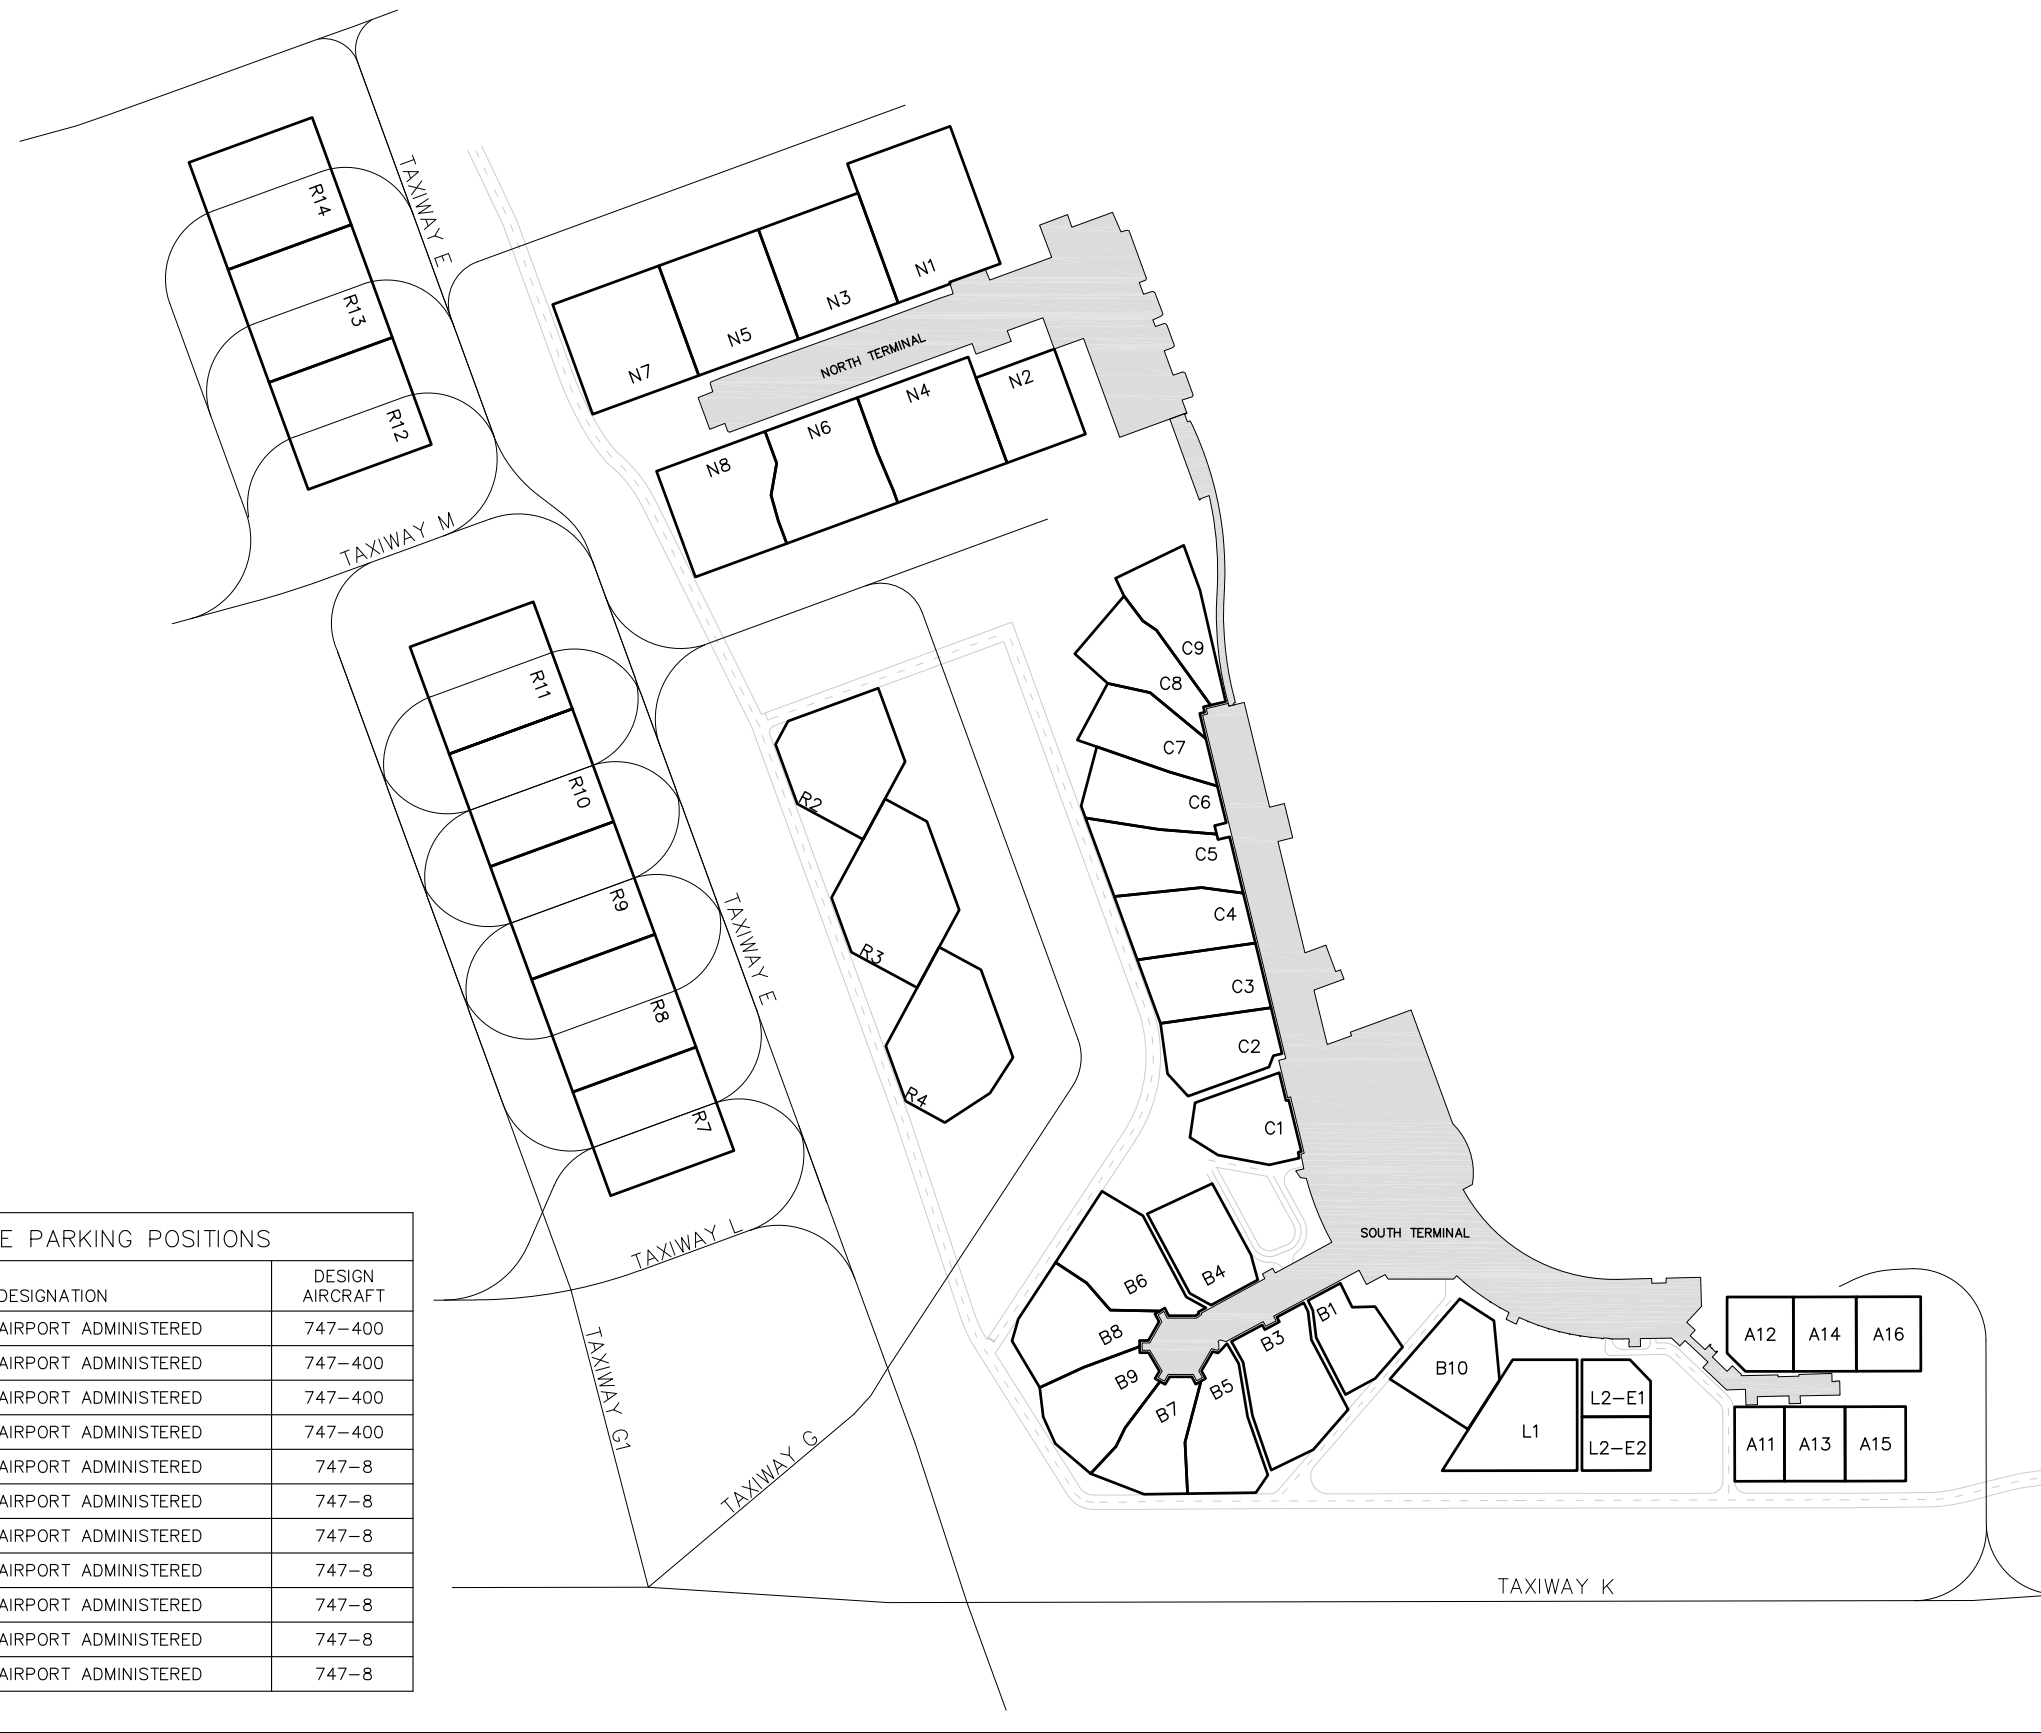 R14
TAXIWAY E
R13
R12
N1
N3
N5
N7
NORTH TERMINAL
N2
N4
N6
N8
TAXIWAY M
R11
R10
R9
R8
R7
TAXIWAY E
R2
R3
R4
C9
C8
C7
C6
C5
C4
C3
C2
C1
SOUTH TERMINAL
TAXIWAY L
B6
B4
B8
B9
B7
B5
B3
B1
B10
L1
L2-E1
L2-E2
A12 A14 A16
A11 A13 A15
TAXIWAY G1
TAXIWAY G
TAXIWAY K
E PARKING POSITIONS
DESIGNATION
DESIGN
AIRCRAFT
AIRPORT ADMINISTERED 747-400
AIRPORT ADMINISTERED 747-400
AIRPORT ADMINISTERED 747-400
AIRPORT ADMINISTERED 747-400
AIRPORT ADMINISTERED 747-8
AIRPORT ADMINISTERED 747-8
AIRPORT ADMINISTERED 747-8
AIRPORT ADMINISTERED 747-8
AIRPORT ADMINISTERED 747-8
AIRPORT ADMINISTERED 747-8
AIRPORT ADMINISTERED 747-8